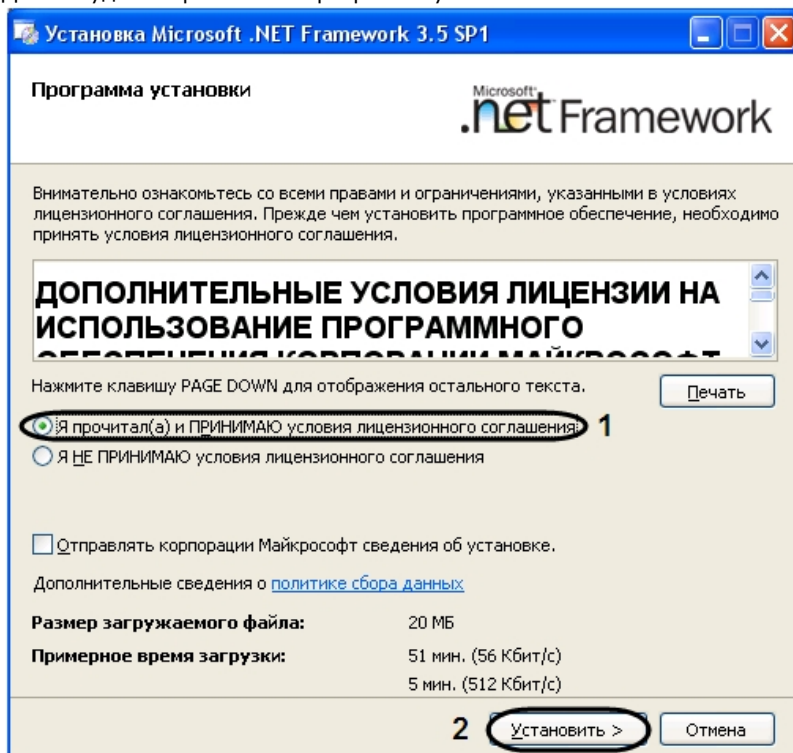 Установка Microsoft .NET Framework 3.5 SP1
Программа установки
Microsoft
.net Framework
Внимательно ознакомьтесь со всеми правами и ограничениями, указанными в условиях
лицензионного соглашения. Прежде чем установить программное обеспечение, необходимо
принять условия лицензионного соглашения.
ДОПОЛНИТЕЛЬНЫЕ УСЛОВИЯ ЛИЦЕНЗИИ НА
ИСПОЛЬЗОВАНИЕ ПРОГРАММНОГО
ОБЕСПЕЧЕНИЯ КОРПОРАЦИИ МАЙКРОСОФТ
Нажмите клавишу PAGE DOWN для отображения остального текста.
Печать
Я прочитал(а) и ПРИНИМАЮ условия лицензионного соглашения 1
Я НЕ ПРИНИМАЮ условия лицензионного соглашения
Отправлять корпорации Майкрософт сведения об установке.
Дополнительные сведения о политике сбора данных
Размер загружаемого файла: 20 МБ
Примерное время загрузки: 51 мин. (56 Кбит/с)
5 мин. (512 Кбит/с)
2 Установить > Отмена